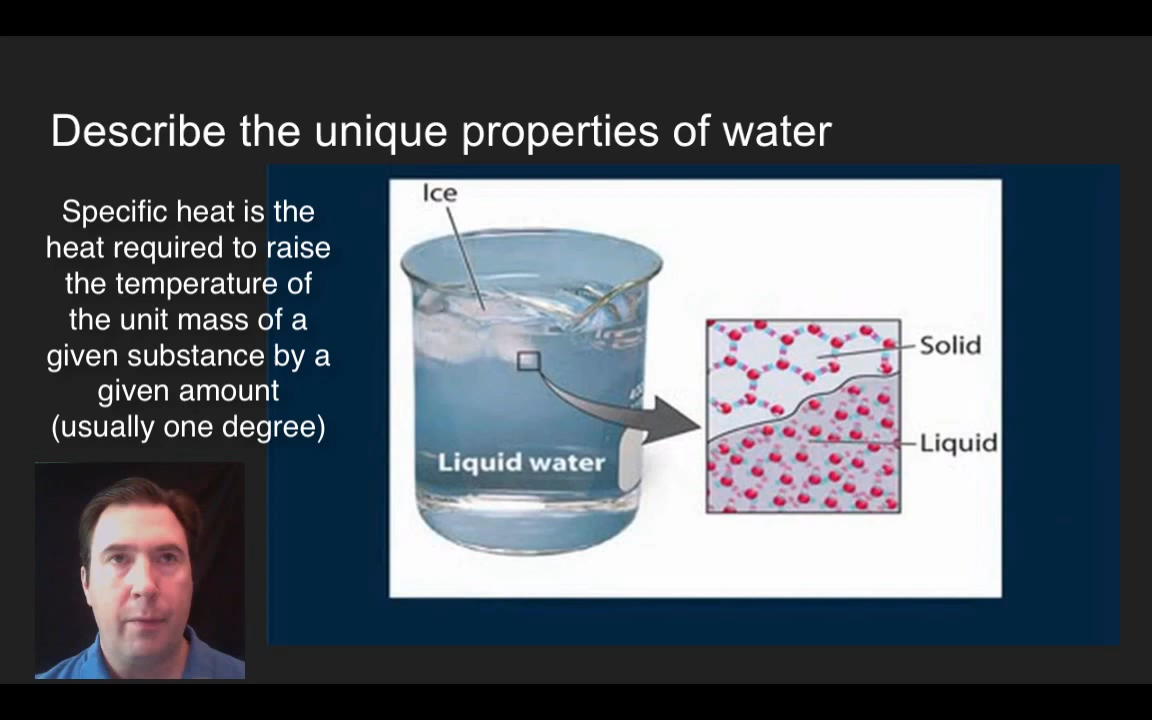 Describe the unique properties of water
Specific heat is the
heat required to raise
the temperature of
the unit mass of a
given substance by a
given amount
(usually one degree)
Ice
Liquid water
Solid
Liquid